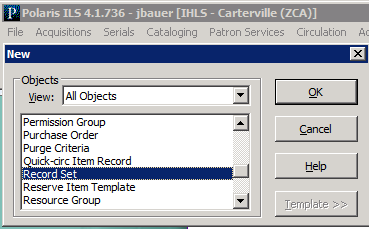 Polaris ILS 4.1.736 - jbauer [IHLS - Carterville (ZCA)]
File Acquisitions Serials Cataloging Patron Services Circulation
New
Objects
View: All Objects
OK
Permission Group
Purchase Order
Purge Criteria
Quick-circ Item Record
Record Set
Reserve Item Template
Resource Group
Cancel
Help
Template >>